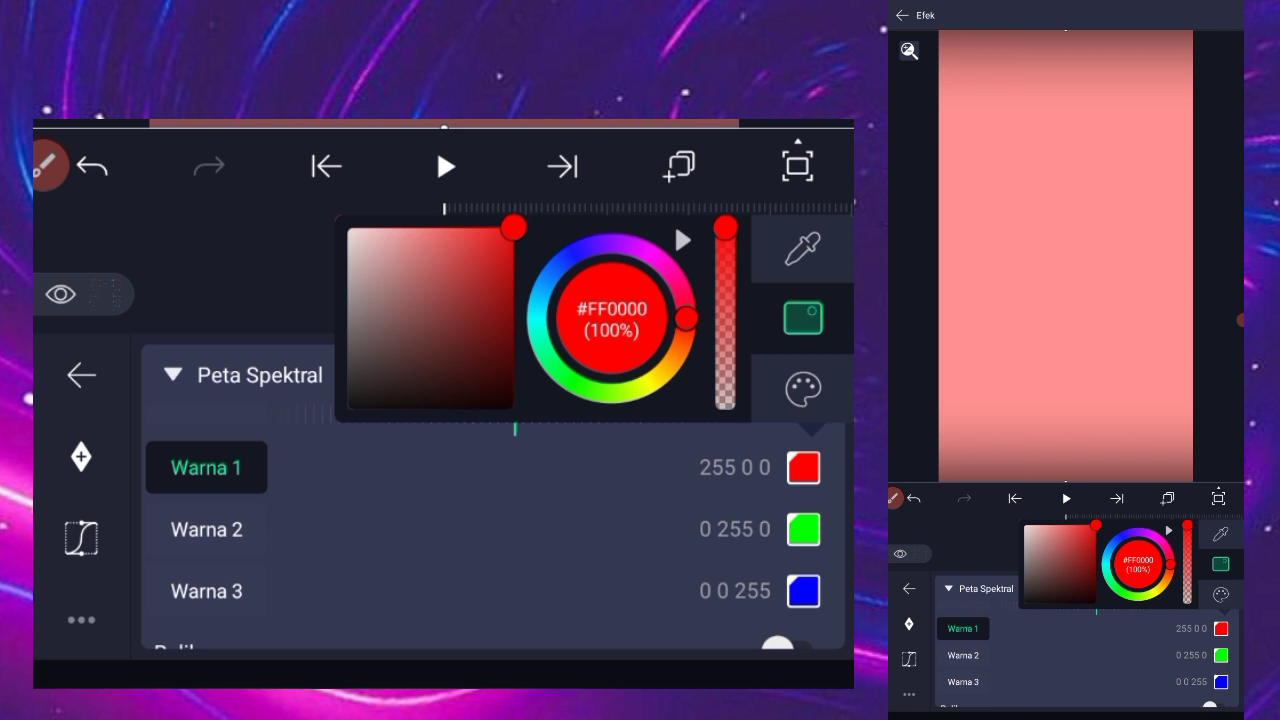 Peta Spektral
#FF0000
(100%)
Warna 1
255 0 0
Warna 2
0 255 0
Warna 3
0 0 255
Efek
#FF0000
(100%)
Peta Spektral
Warna 1
255 0 0
Warna 2
0 255 0
Warna 3
0 0 255